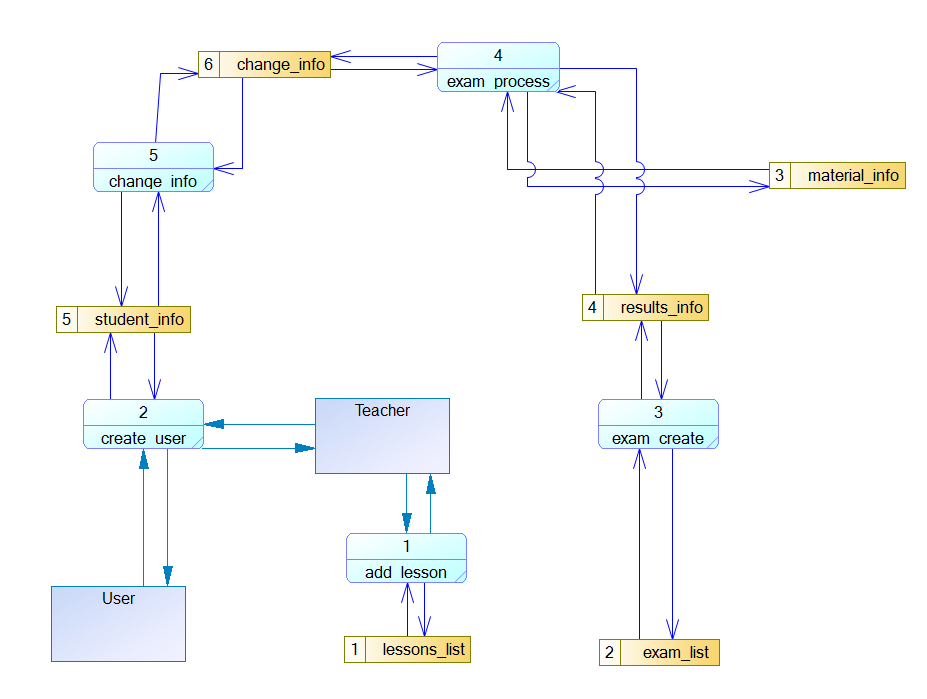 6 change_info
4
exam_process
5
change_info
3 material_info
5 student_info
4 results_info
2
create_user
Teacher
3
exam_create
1
add_lesson
User
1 lessons_list
2 exam_list